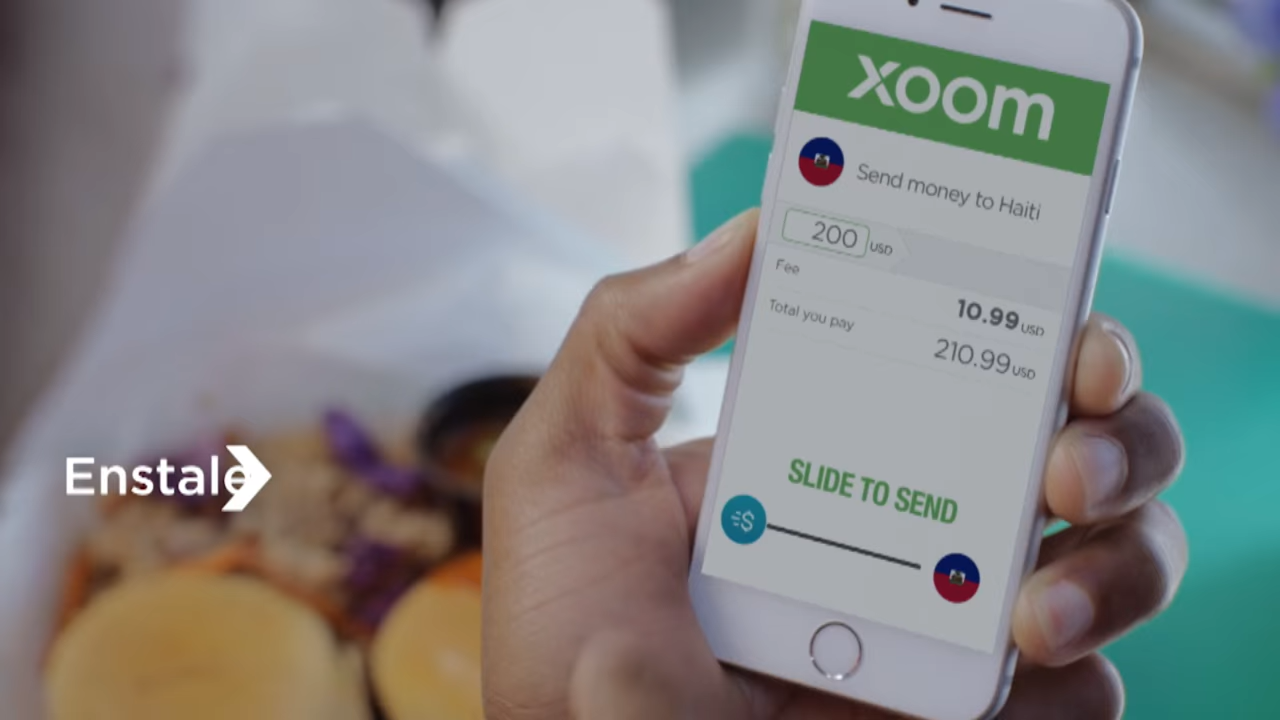 xoom
Send money to Haiti
200 USD
Fee
10.99 USD
Total you pay
210.99 USD
SLIDE TO SEND
Enstale